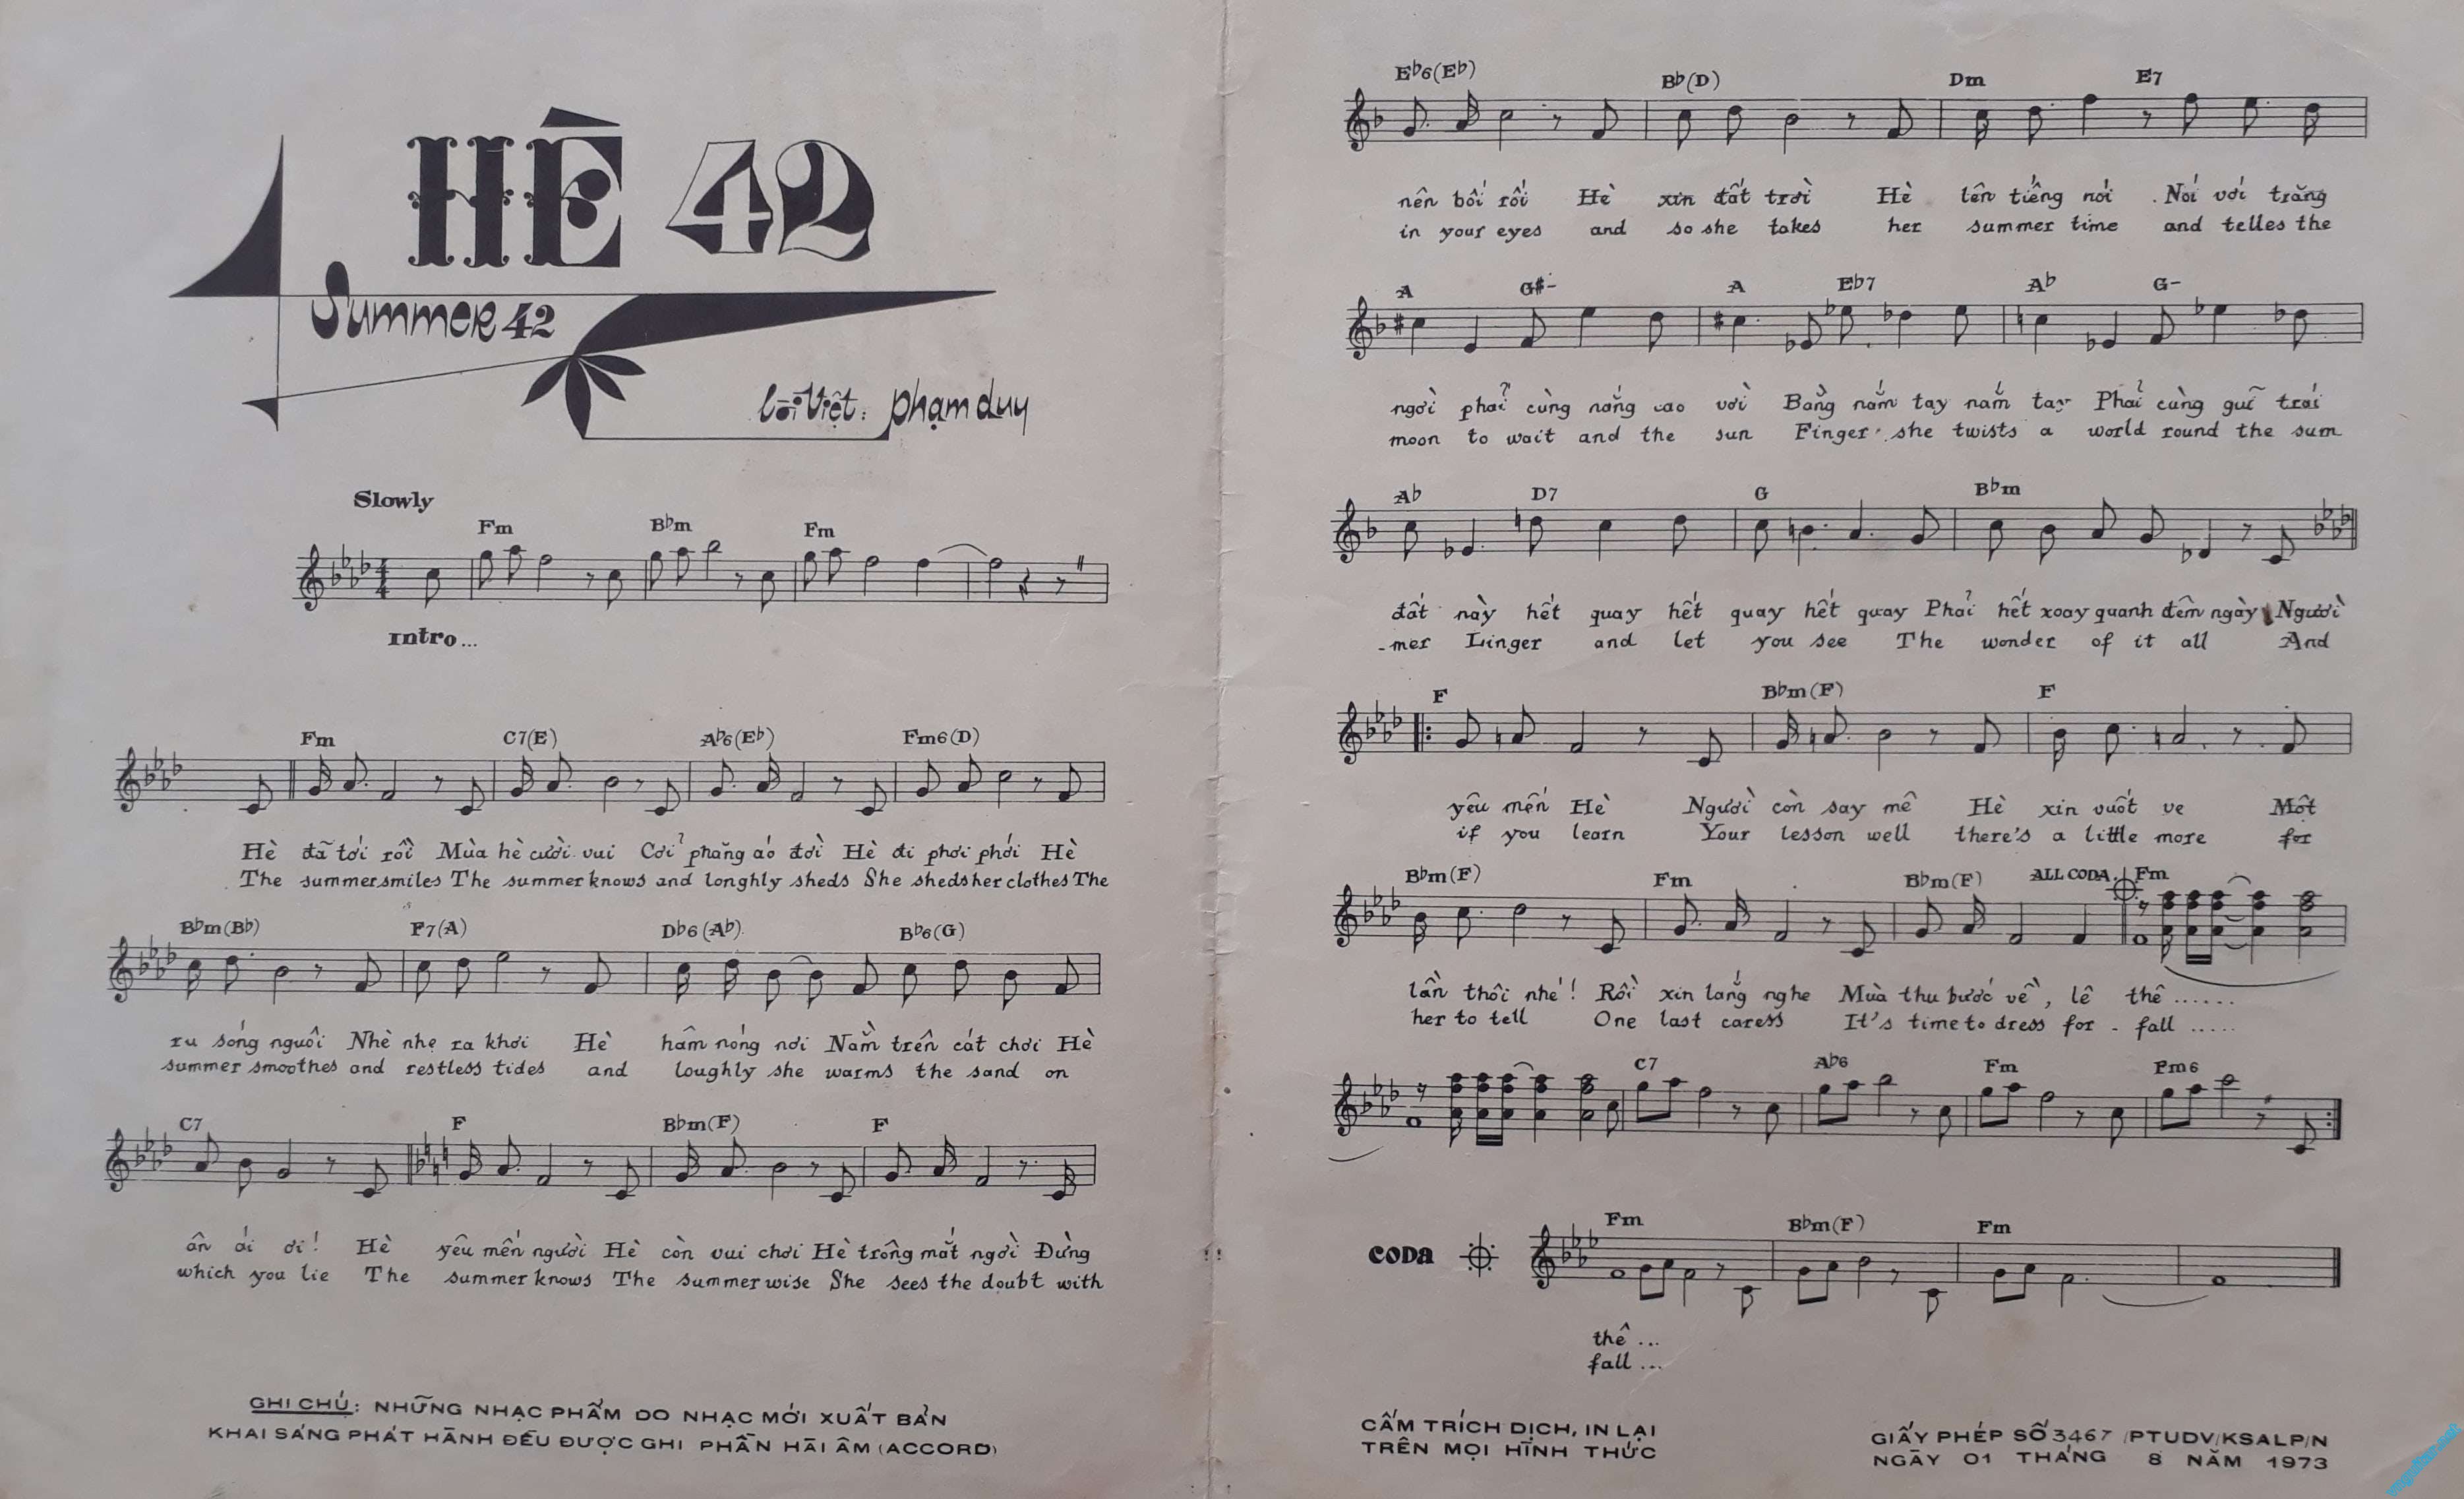 HÈ 42
Summer 42
lời việt: phạm duy
Slowly
Fm Bbm Fm
4 4
Intro...
Fm C7(E) Ab6(Eb) Fm6(D)
Hè đã tới rồi Mùa hè cười vui Cởi phăng áo đời Hè đi phơi phới Hè
The summer smiles The summer knows and longhly sheds She sheds her clothes The
Bbm(Bb) F7(A) Db6(Ab) Bb6(G)
ru sóng nguôi Nhè nhẹ ra khơi Hè hâm nóng nơi Nằm trên cát chơi Hè
summer smoothes and restless tides and loughly she warms the sand on
C7 F Bbm(F) F
ân ái ơi! Hè yêu mến người Hè còn vui chơi Hè trông mắt ngời Đừng
which you lie The summer knows The summer wise She sees the doubt with
GHI CHÚ: NHỮNG NHẠC PHẨM DO NHẠC MỚI XUẤT BẢN
KHAI SÁNG PHÁT HÀNH ĐỀU ĐƯỢC GHI PHẦN HÀI ÂM (ACCORD)
Eb6(Eb) Bb(D) Dm E7
nên bối rối Hè xin đất trời Hè lên tiếng nói Nói với trăng
in your eyes and so she takes her summer time and telles the
A G#- A Eb7 Ab G-
ngời phải cùng nắng cao vời Bằng nắm tay nắm tay Phải cùng guĩ trái
moon to wait and the sun Finger she twists a world round the sum
Ab D7 G Bbm
đất này hết quay hết quay hết quay Phải hết xoay quanh đêm ngày Người
-mer Linger and let you see The wonder of it all And
F Bbm(F) F
yêu mến Hè Người còn say mê Hè xin vuốt ve Một
if you learn Your lesson well there's a little more for
Bbm(F) Fm Bbm(F) ALL CODA Fm
lần thôi nhé! Rồi xin lắng nghe Mùa thu bước về, lê thê......
her to tell One last caress It's time to dress for - fall .....
C7 Ab6 Fm Fm6
Fm Bbm(F) Fm
CODA
thê ...
fall ...
CẤM TRÍCH DỊCH, IN LẠI
TRÊN MỌI HÌNH THỨC
GIẤY PHÉP SỐ 3467 /PTUDV/KSALP/N
NGÀY 01 THÁNG 8 NĂM 1973